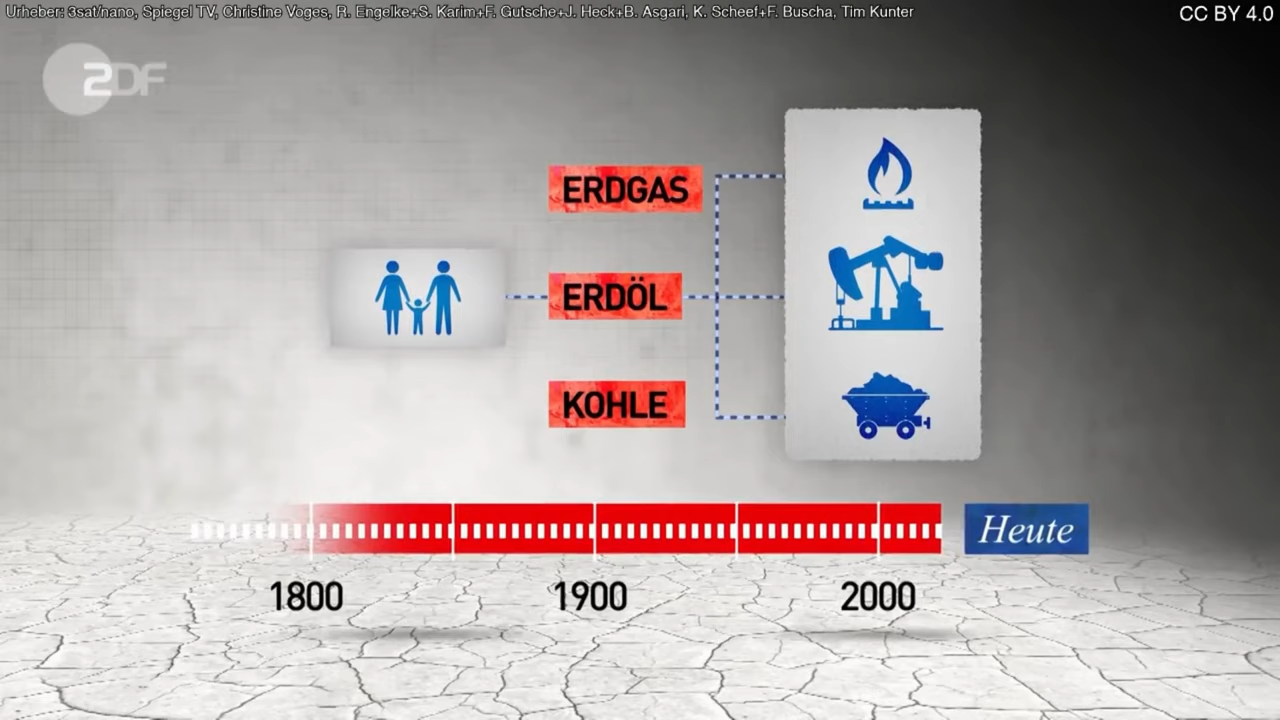 Urheber: 3sat/nano, Spiegel TV, Christine Voges, R. Engelke+S. Karim+F. Gutsche+J. Heck+B. Asgari, K. Scheef+F. Buscha, Tim Kunter
CC BY 4.0
2DF
ERDGAS
ERDÖL
KOHLE
Heute
1800 1900 2000